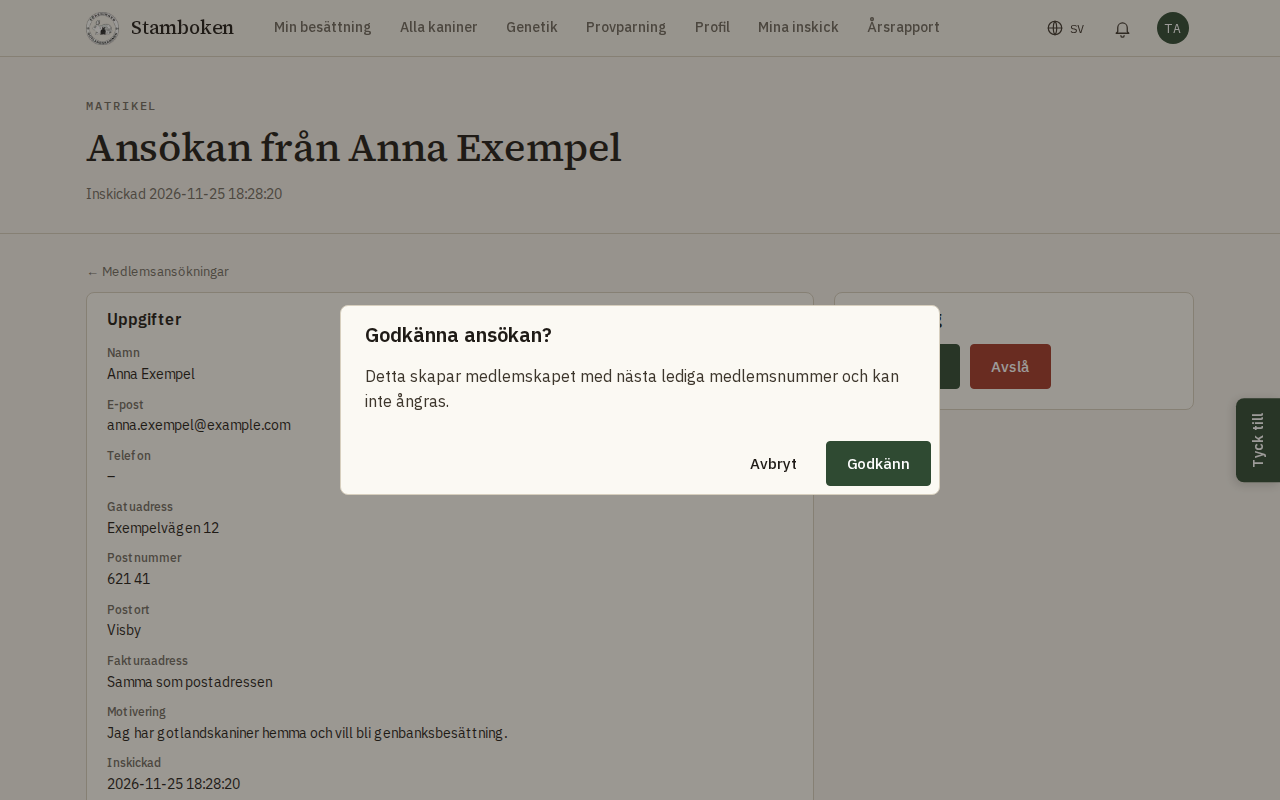 Stamboken
Min besättning
Alla kaniner
Genetik
Provparning
Profil
Mina inskick
Årsrapport
SV
TA
MATRIKEL
Ansökan från Anna Exempel
Inskickad 2026-11-25 18:28:20
← Medlemsansökningar
Uppgifter
Namn
Anna Exempel
E-post
anna.exempel@example.com
Telefon
–
Gatuadress
Exempelvägen 12
Postnummer
621 41
Postort
Visby
Fakturaadress
Samma som postadressen
Motivering
Jag har gotlandskaniner hemma och vill bli genbanksbesättning.
Inskickad
2026-11-25 18:28:20
Godkänna ansökan?
Detta skapar medlemskapet med nästa lediga medlemsnummer och kan
inte ångras.
Avbryt
Godkänn
Avslå
Tyck till